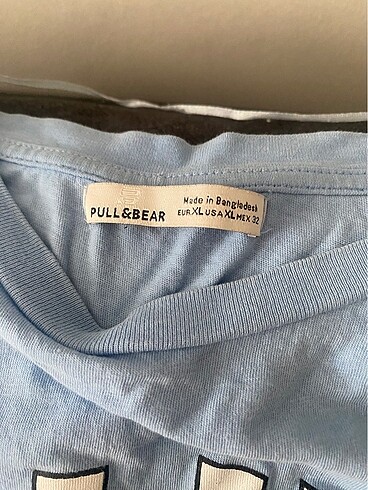 PULL&BEAR
Made in Bangladesh
EUR XL USA XL MEX 32